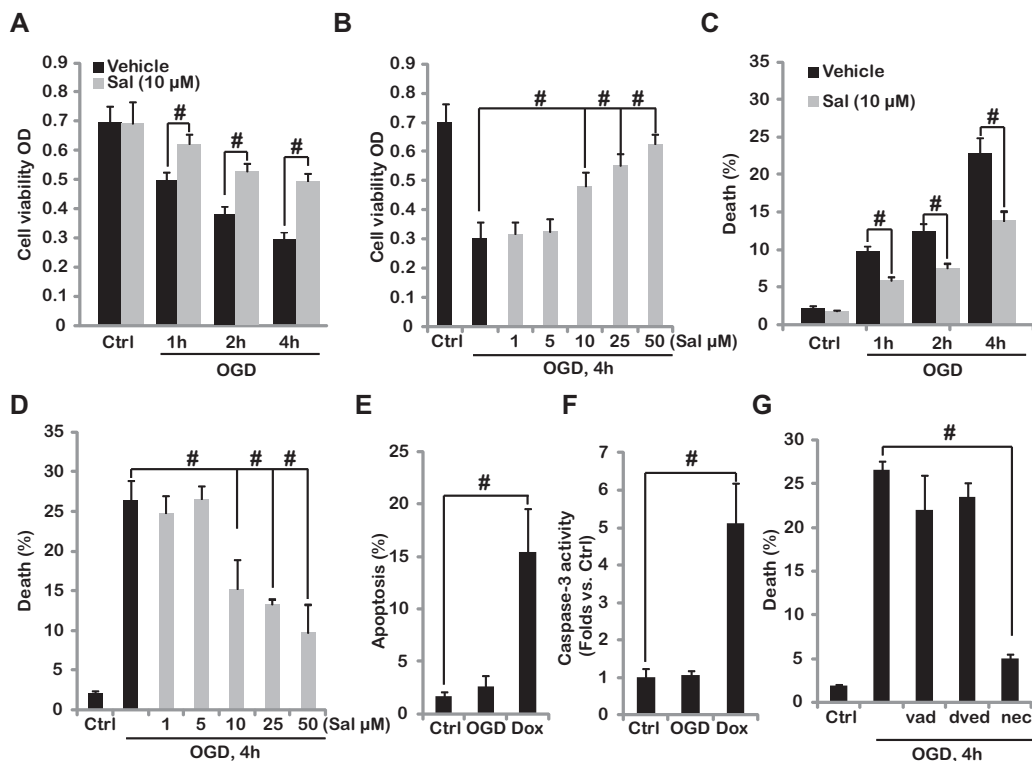 A
Cell viability OD
0.9
0.8
0.7
0.6
0.5
0.4
0.3
0.2
0.1
0
Vehicle
Sal (10 µM)
#
#
#
Ctrl 1h 2h 4h
OGD
B
Cell viability OD
0.9
0.8
0.7
0.6
0.5
0.4
0.3
0.2
0.1
0
# # #
Ctrl 1 5 10 25 50 (Sal µM)
OGD, 4h
C
Death (%)
35
30
25
20
15
10
5
0
Vehicle
Sal (10 µM)
#
#
#
Ctrl 1h 2h 4h
OGD
D
Death (%)
30
25
20
15
10
5
0
# # #
Ctrl 1 5 10 25 50 (Sal µM)
OGD, 4h
E
Apoptosis (%)
25
20
15
10
5
0
#
Ctrl OGD Dox
F
Caspase-3 activity
(Folds vs. Ctrl)
7
6
5
4
3
2
1
0
#
Ctrl OGD Dox
G
Death (%)
30
25
20
15
10
5
0
#
Ctrl vad dved nec
OGD, 4h